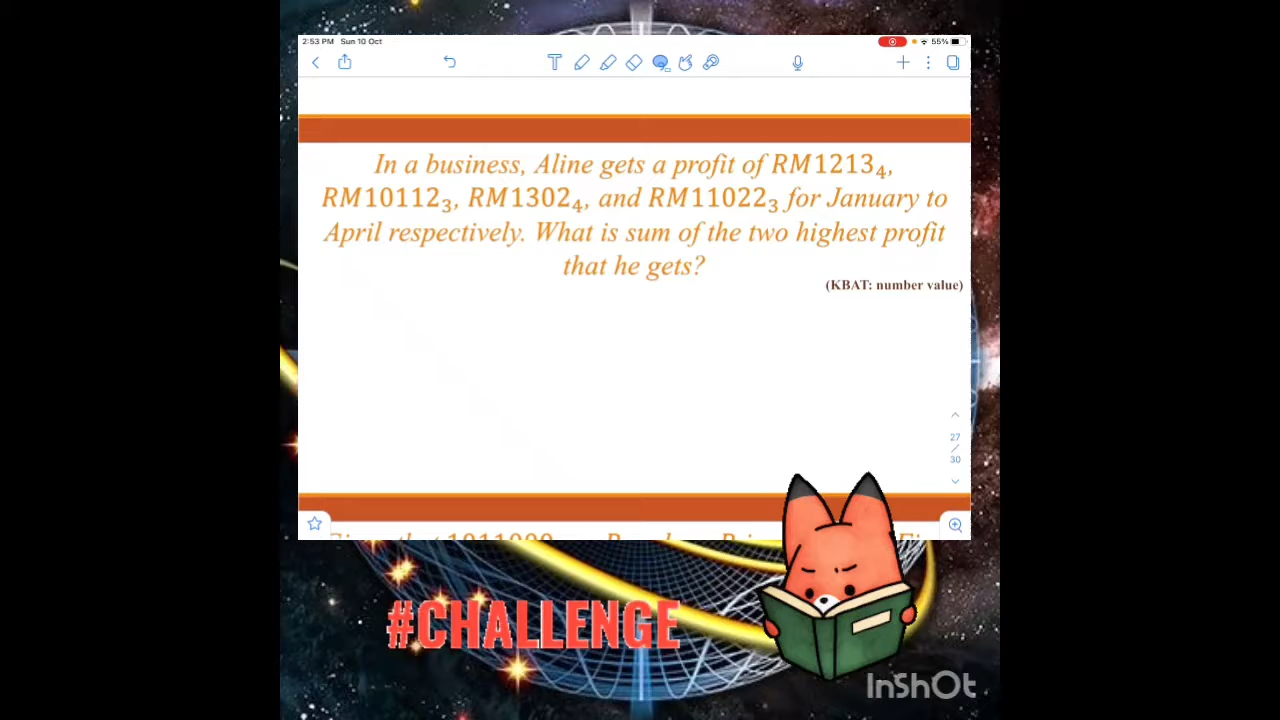 2:53 PM Sun 10 Oct
55%
In a business, Aline gets a profit of RM1213₄,
RM10112₃, RM1302₄, and RM11022₃ for January to
April respectively. What is sum of the two highest profit
that he gets?
(KBAT: number value)
27
/
30
#CHALLENGE
InShOt